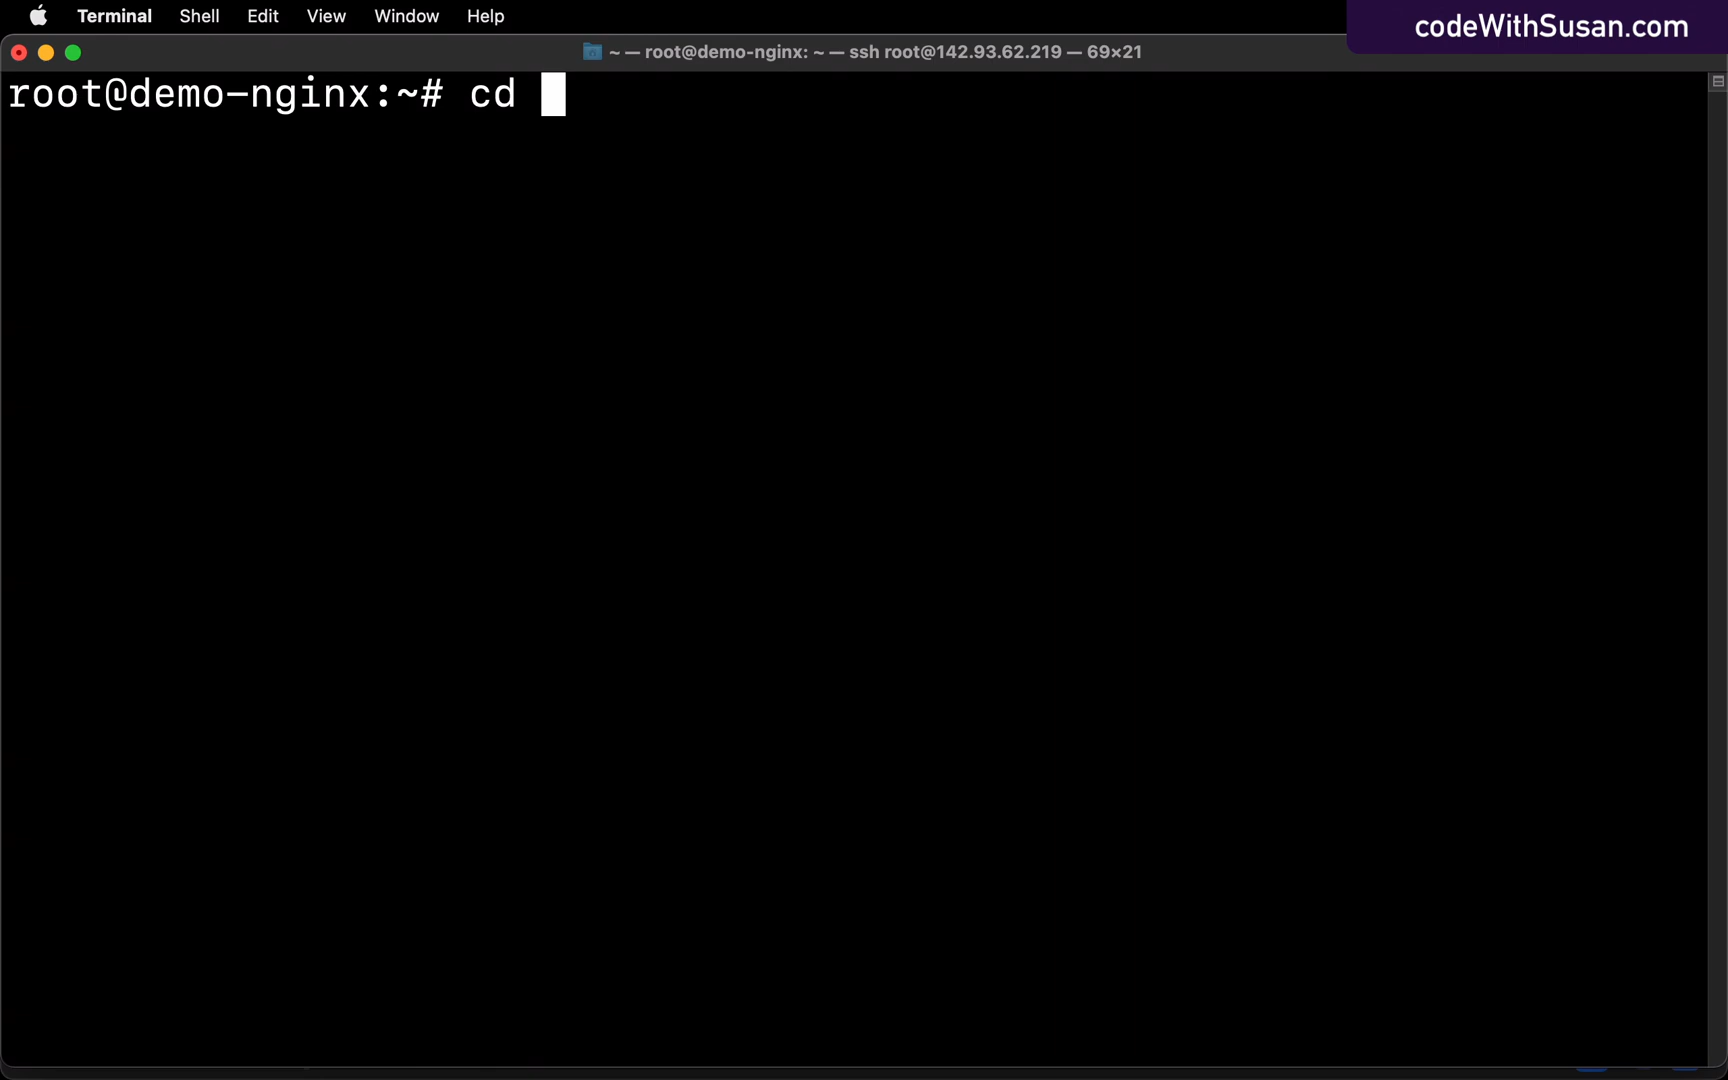 Terminal Shell Edit View Window Help
codeWithSusan.com
~ — root@demo-nginx: ~ — ssh root@142.93.62.219 — 69×21
root@demo-nginx:~# cd